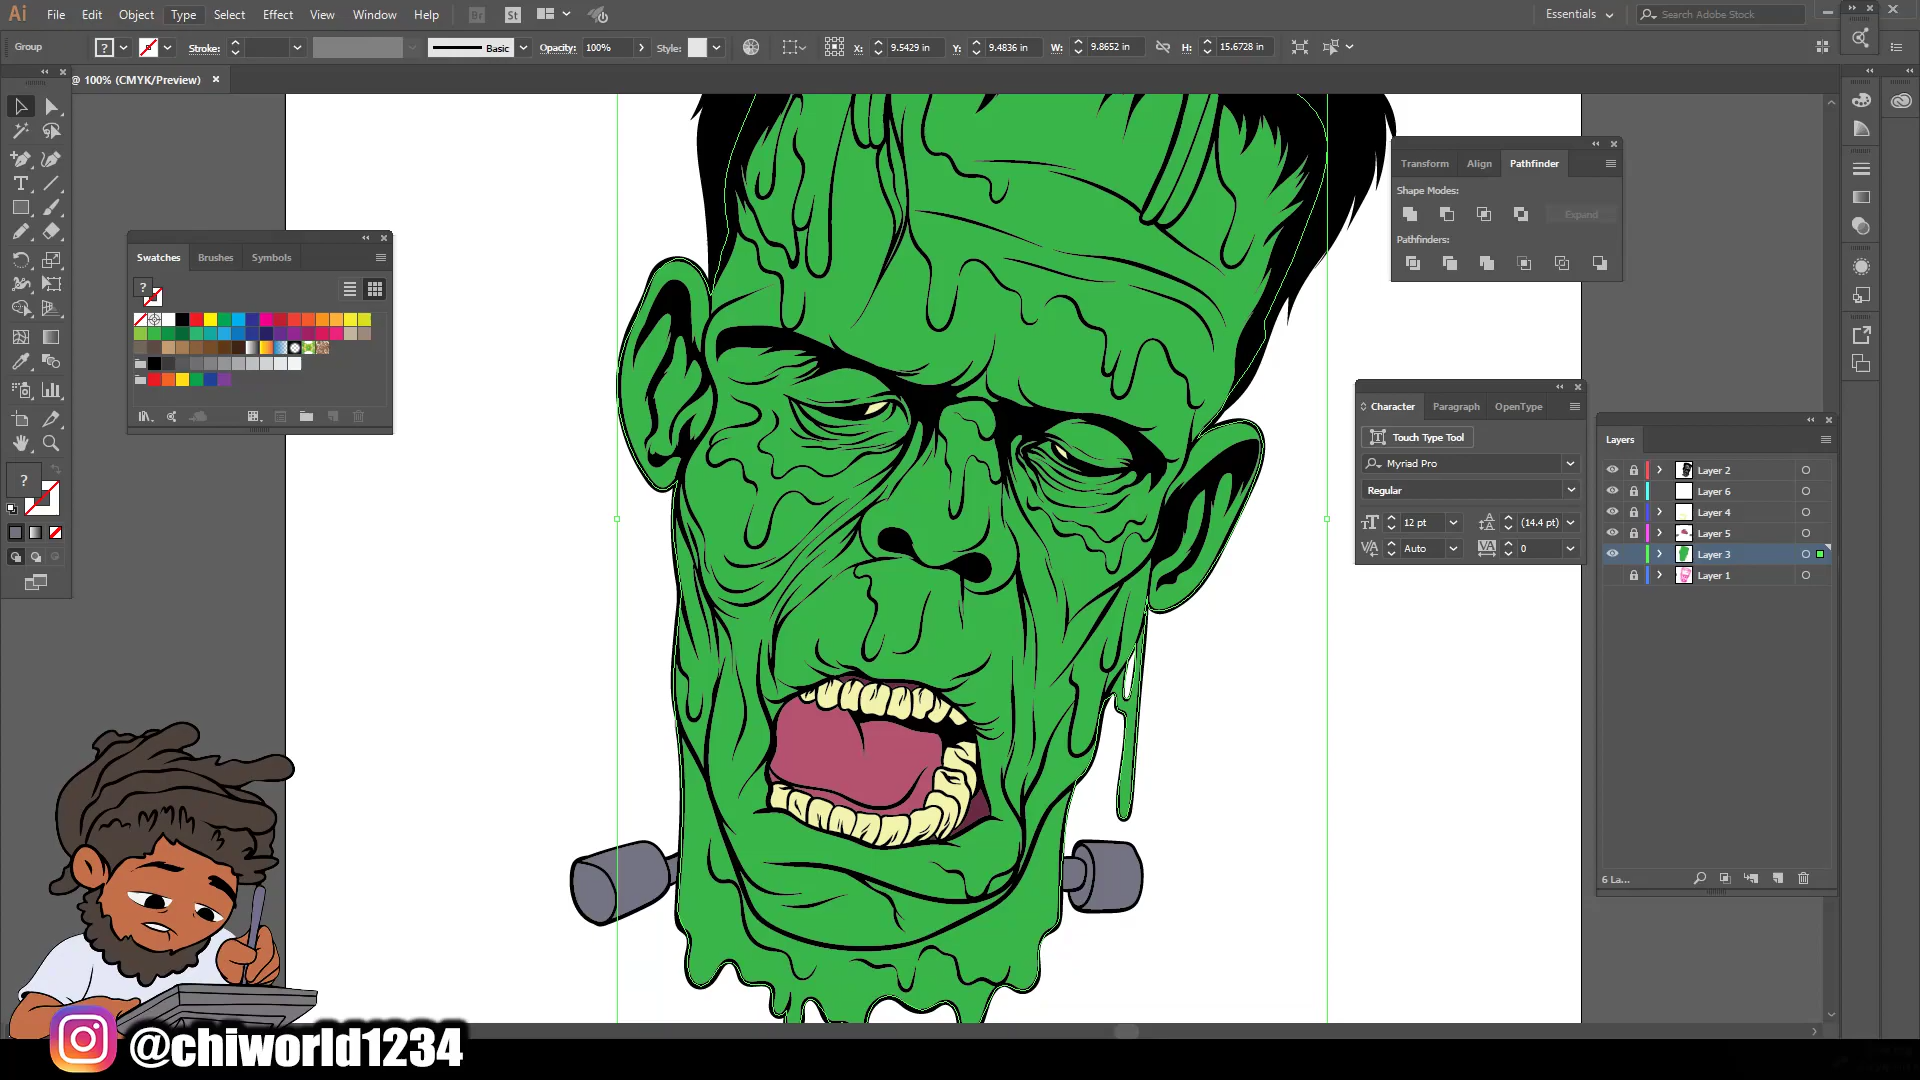 Ai File Edit Object Type Select Effect View Window Help Br St Essentials Search Adobe Stock
Group ? Stroke: Basic Opacity: 100% Style: X: 9.5429 in Y: 9.4836 in W: 9.8652 in H: 15.6728 in
@ 100% (CMYK/Preview)
Transform Align Pathfinder
Shape Modes:
Expand
Pathfinders:
Swatches Brushes Symbols
?
Character Paragraph OpenType
Touch Type Tool
Myriad Pro
Regular
12 pt (14.4 pt)
Auto 0
Layers
Layer 2
Layer 6
Layer 4
Layer 5
Layer 3
Layer 1
6 La...
?
@chiworld1234